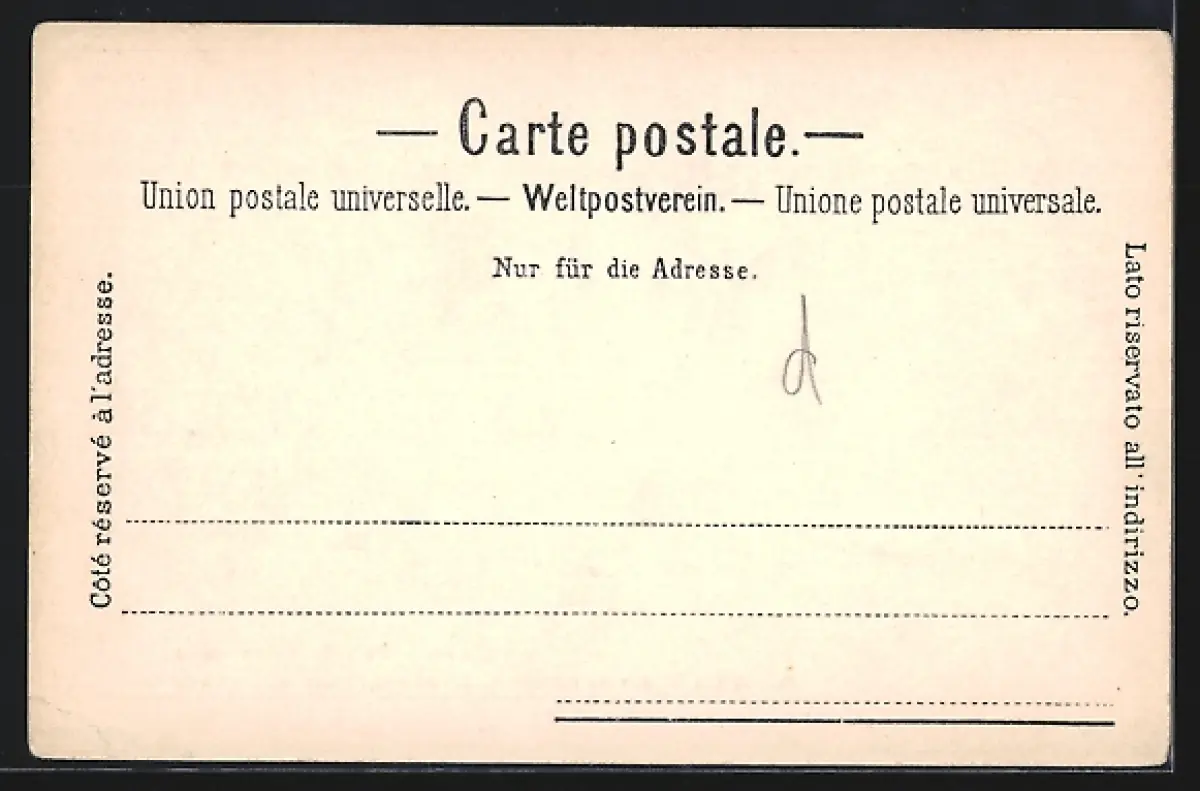 — Carte postale. —
Union postale universelle. — Weltpostverein. — Unione postale universale.
Nur für die Adresse.
Côté réservé à l'adresse.
Lato riservato all' indirizzo.